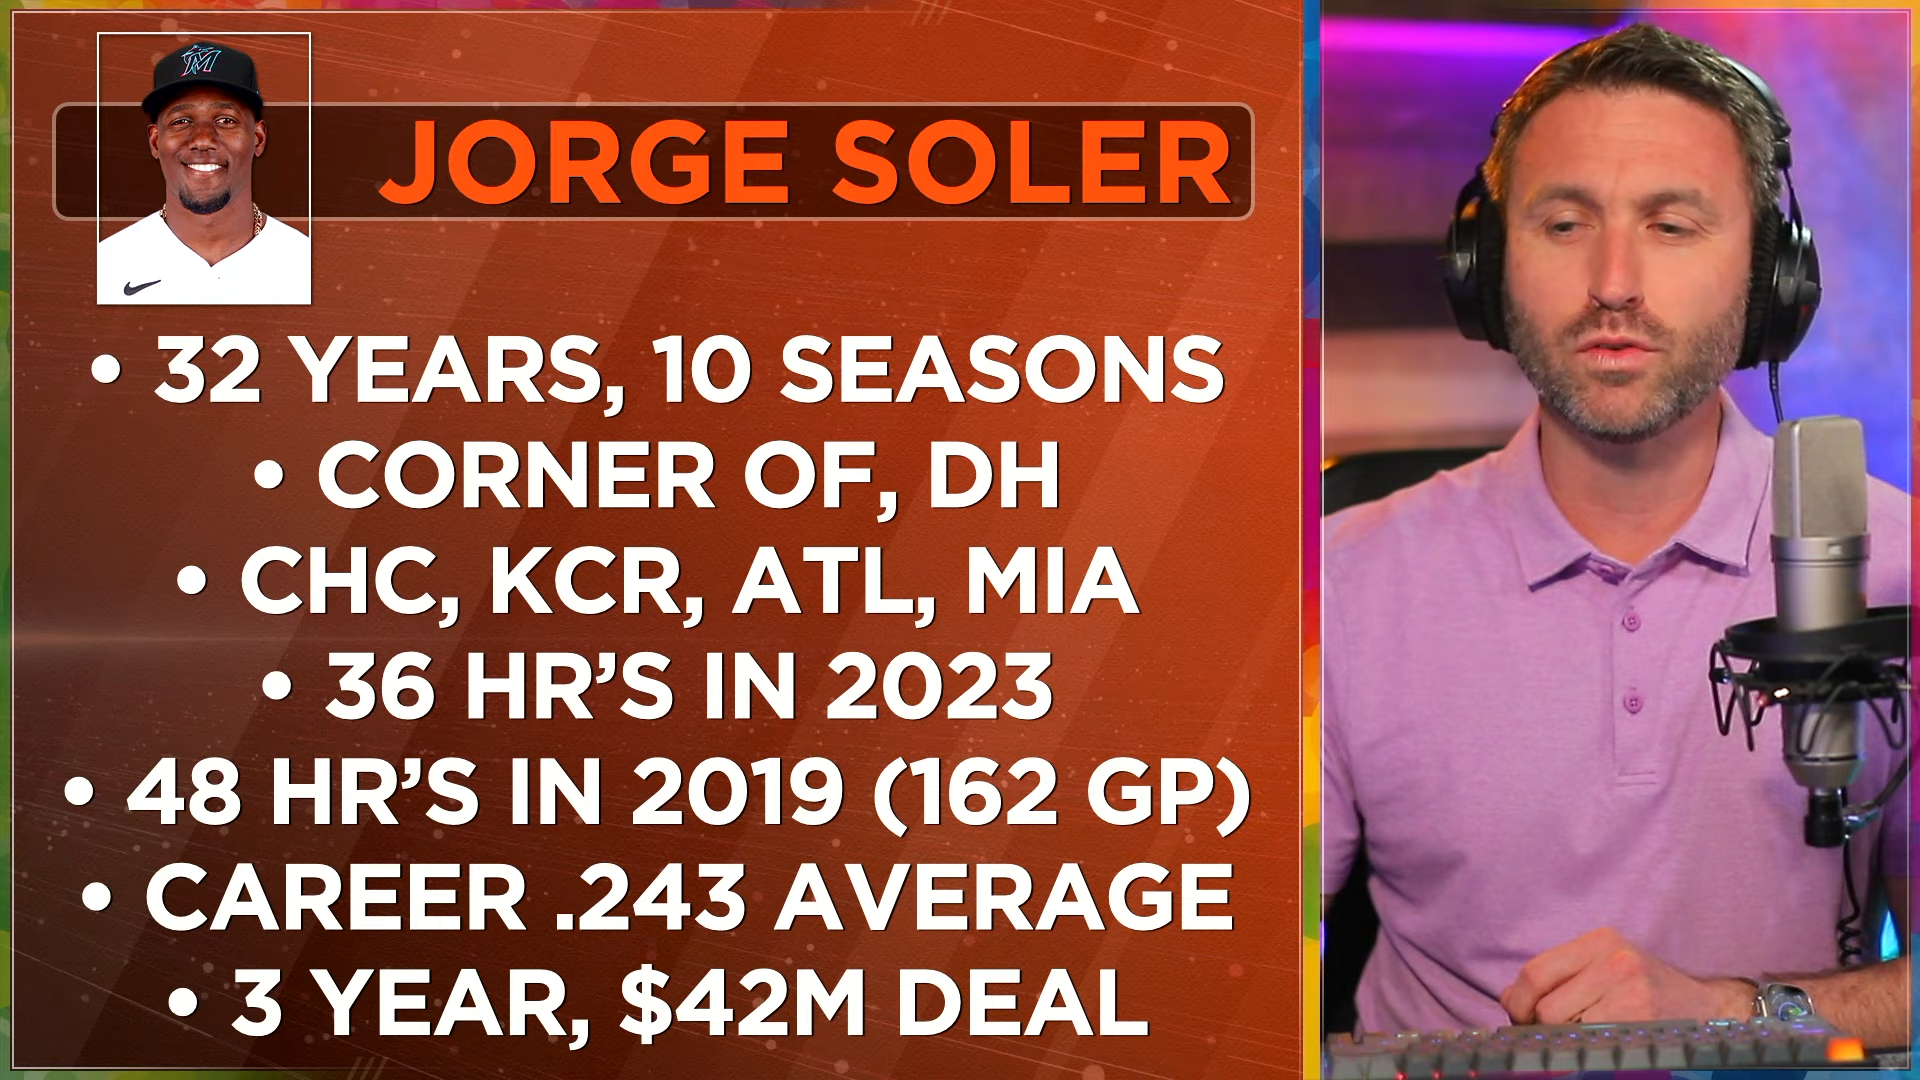 JORGE SOLER
• 32 YEARS, 10 SEASONS
• CORNER OF, DH
• CHC, KCR, ATL, MIA
• 36 HR’S IN 2023
• 48 HR’S IN 2019 (162 GP)
• CAREER .243 AVERAGE
• 3 YEAR, $42M DEAL